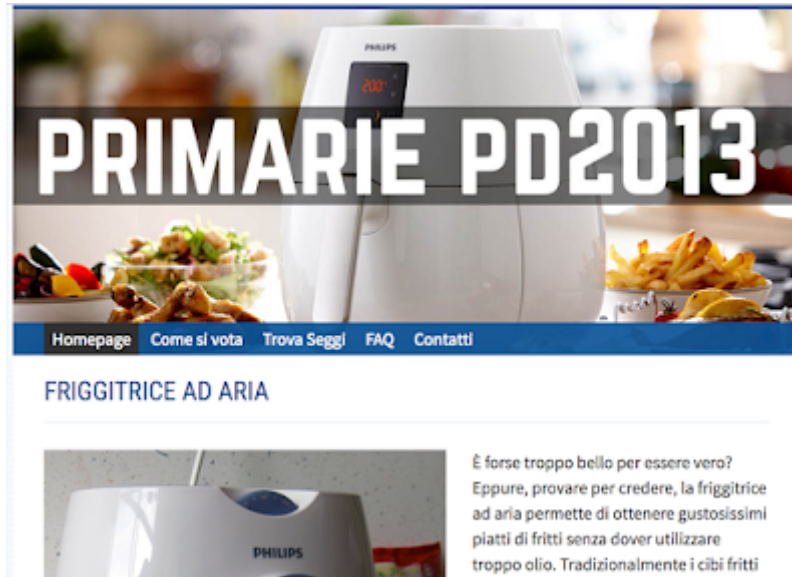 PHILIPS
200°
PRIMARIE PD2013
Homepage Come si vota Trova Seggi FAQ Contatti
FRIGGITRICE AD ARIA
È forse troppo bello per essere vero?
Eppure, provare per credere, la friggitrice
ad aria permette di ottenere gustosissimi
piatti di fritti senza dover utilizzare
troppo olio. Tradizionalmente i cibi fritti
PHILIPS